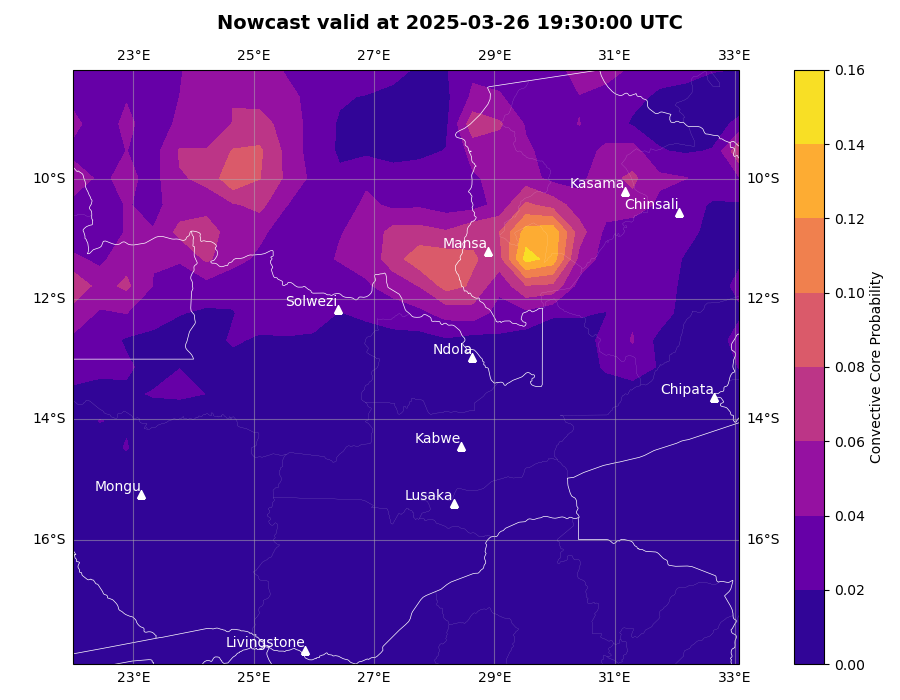 Nowcast valid at 2025-03-26 19:30:00 UTC
23°E 25°E 27°E 29°E 31°E 33°E
0.16
0.14
10°S Kasama 10°S
Chinsali
0.12
Mansa
0.10
12°S Solwezi 12°S
Ndola
0.08
Chipata
14°S 14°S
Kabwe
0.06
Mongu
Lusaka
0.04
16°S 16°S
0.02
Livingstone
0.00
23°E 25°E 27°E 29°E 31°E 33°E
Convective Core Probability